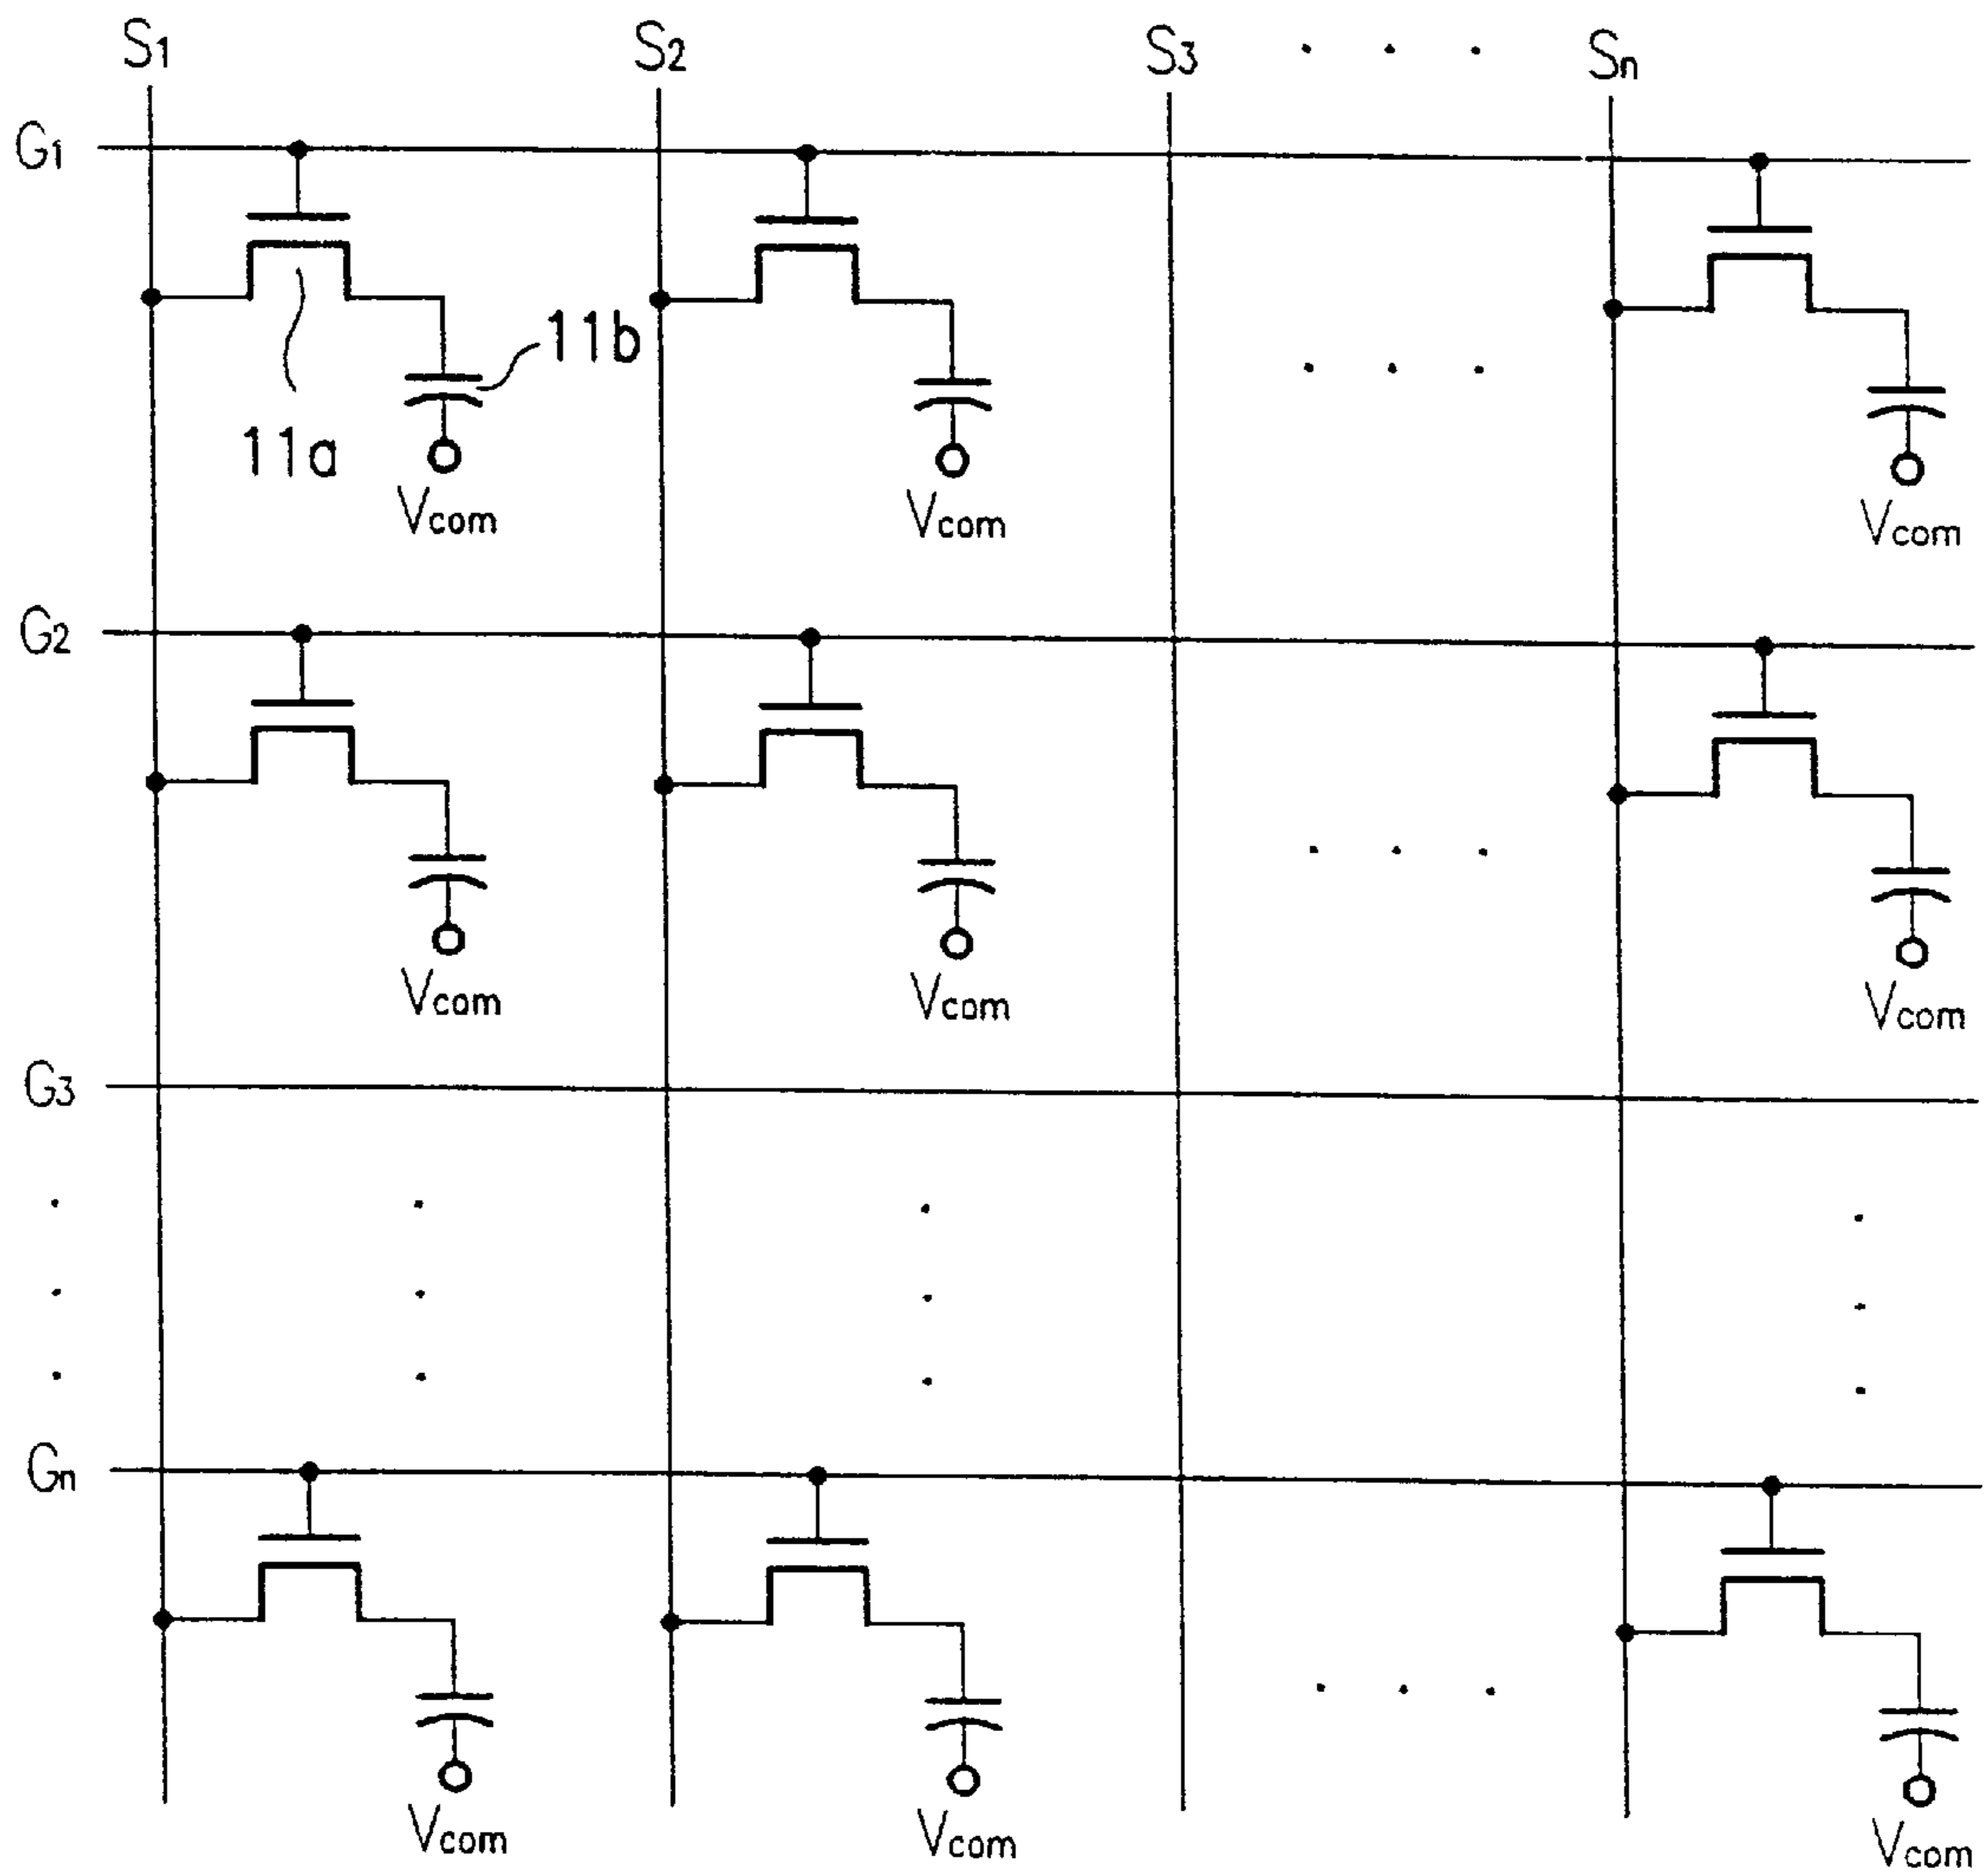 S1 S2 S3 . . . Sn
G1
11b
11a
Vcom Vcom Vcom
G2
Vcom Vcom Vcom
G3
Gn
Vcom Vcom Vcom